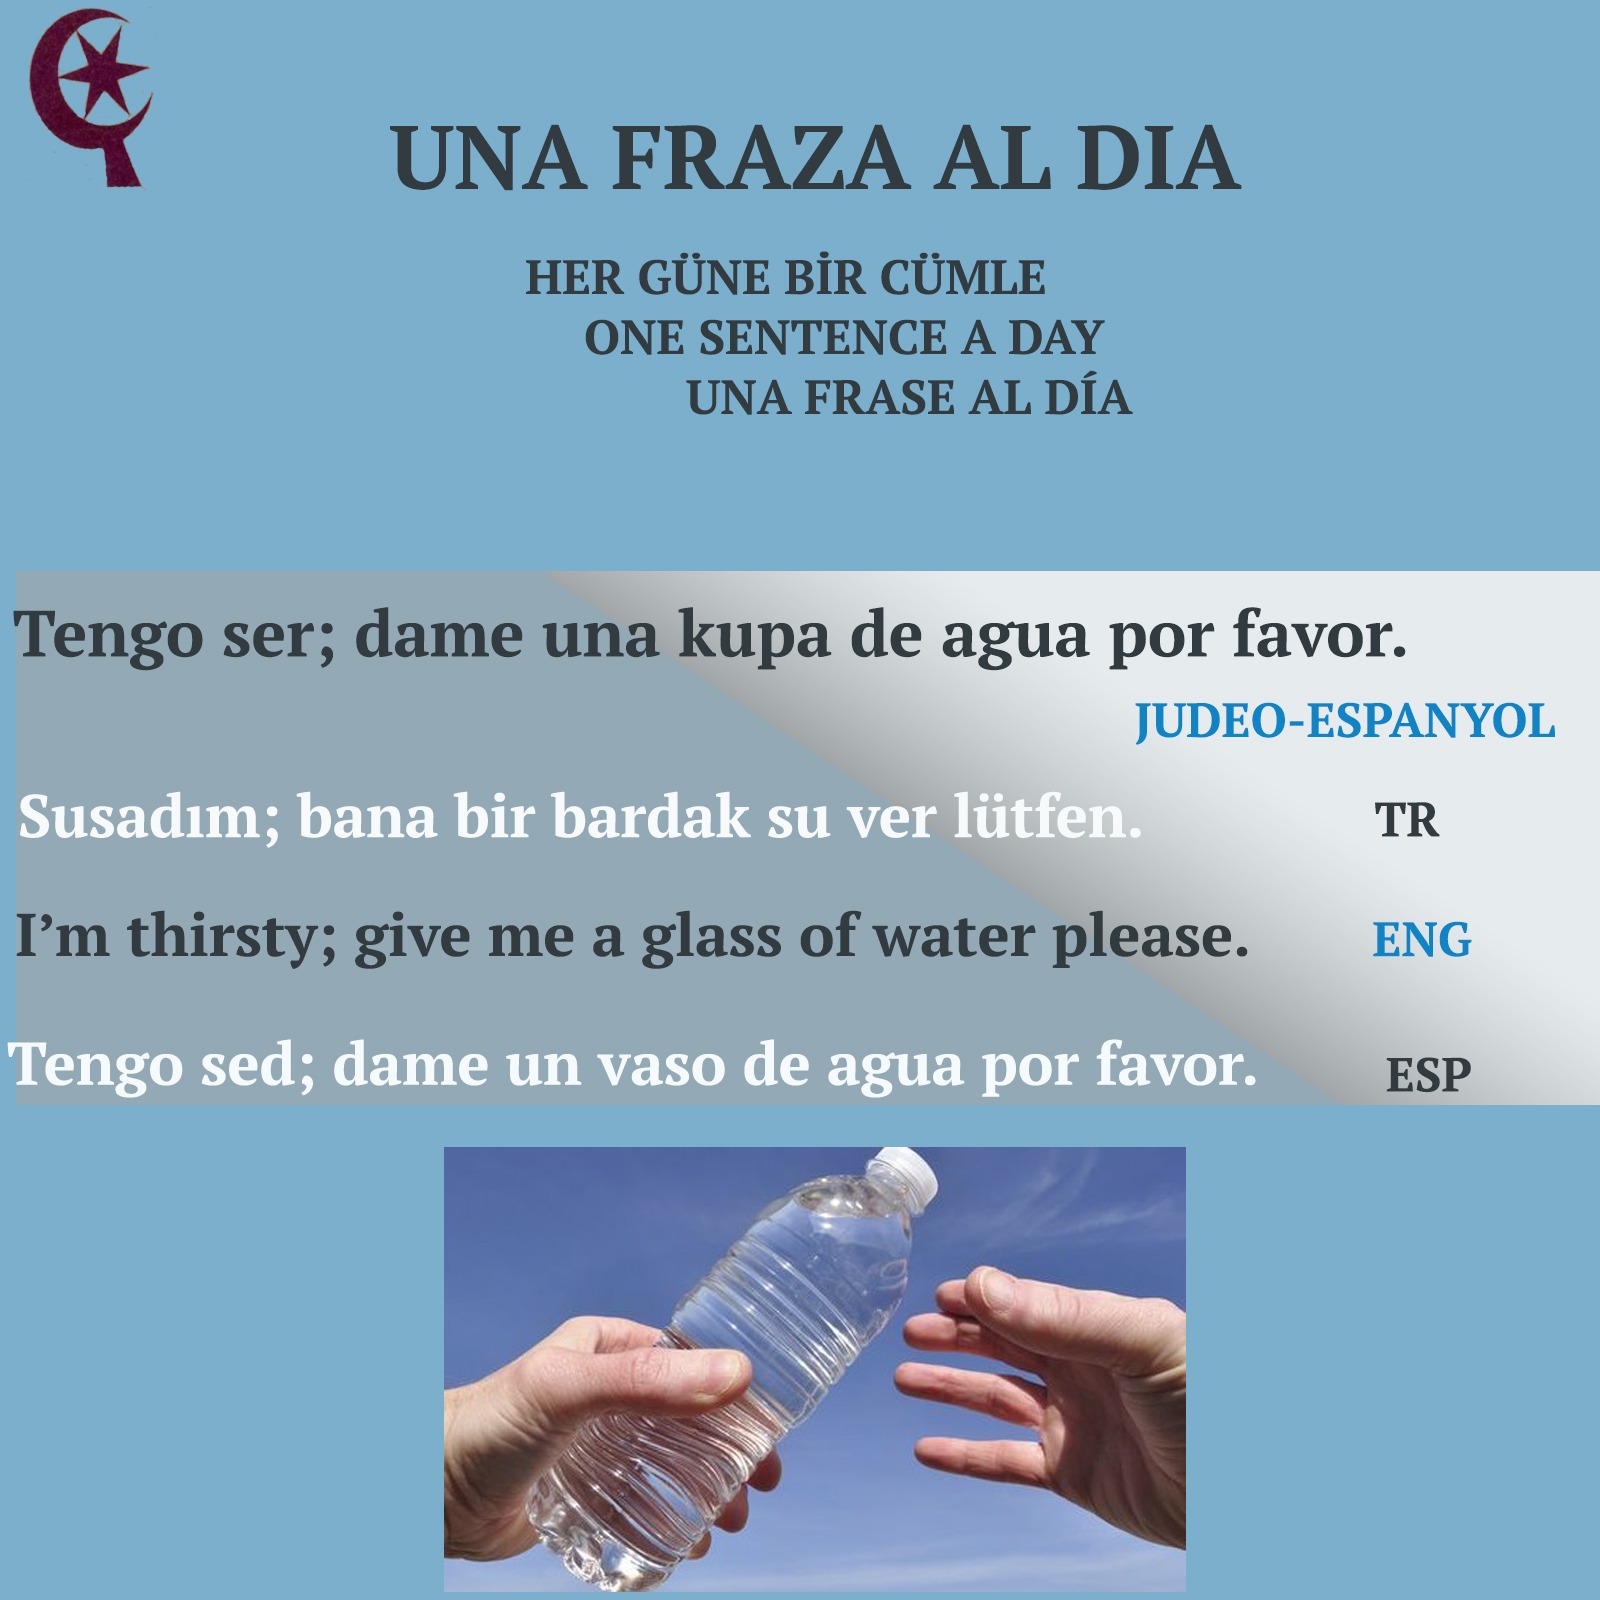 UNA FRAZA AL DIA
HER GÜNE BİR CÜMLE
ONE SENTENCE A DAY
UNA FRASE AL DÍA
Tengo ser; dame una kupa de agua por favor.
JUDEO-ESPANYOL
Susadım; bana bir bardak su ver lütfen. TR
I’m thirsty; give me a glass of water please. ENG
Tengo sed; dame un vaso de agua por favor. ESP